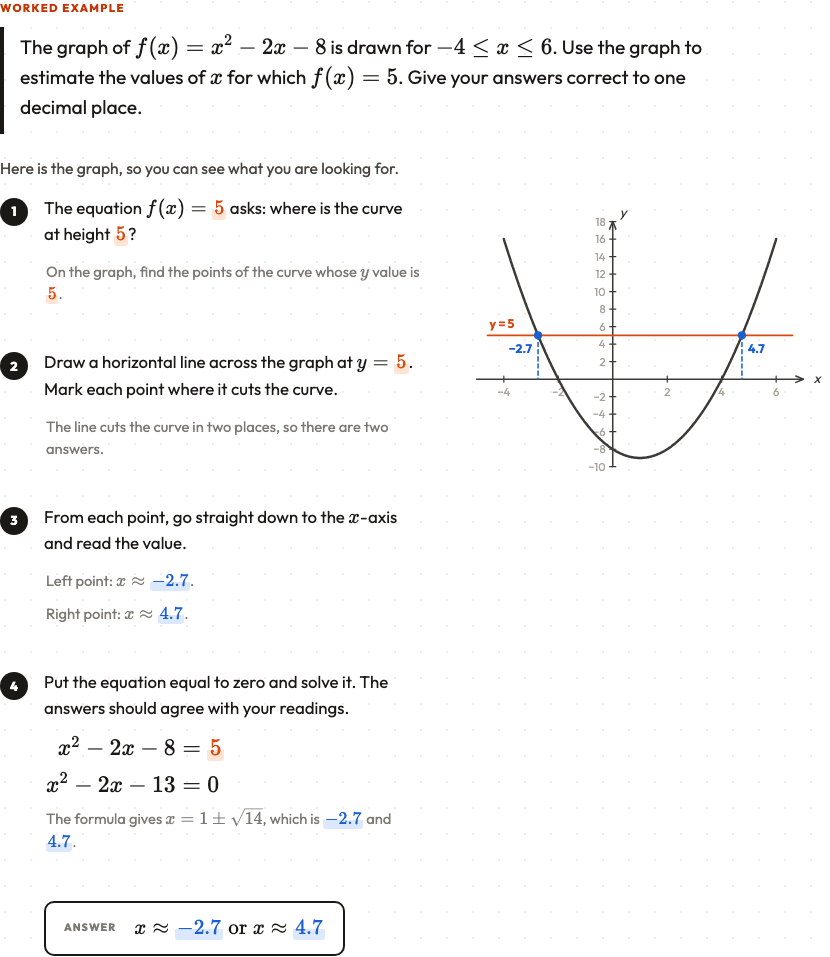 WORKED EXAMPLE
The graph of f(x) = x² − 2x − 8 is drawn for −4 ≤ x ≤ 6. Use the graph to
estimate the values of x for which f(x) = 5. Give your answers correct to one
decimal place.
Here is the graph, so you can see what you are looking for.
1
The equation f(x) = 5 asks: where is the curve
at height 5?
On the graph, find the points of the curve whose y value is
5.
2
Draw a horizontal line across the graph at y = 5.
Mark each point where it cuts the curve.
The line cuts the curve in two places, so there are two
answers.
3
From each point, go straight down to the x-axis
and read the value.
Left point: x ≈ −2.7.
Right point: x ≈ 4.7.
4
Put the equation equal to zero and solve it. The
answers should agree with your readings.
x² − 2x − 8 = 5
x² − 2x − 13 = 0
The formula gives x = 1 ± √14, which is −2.7 and
4.7.
ANSWER x ≈ −2.7 or x ≈ 4.7
y
18
16
14
12
10
8
y = 5
6
4
−2.7
4.7
2
x
−4
−2
2
4
6
−2
−4
−6
−8
−10